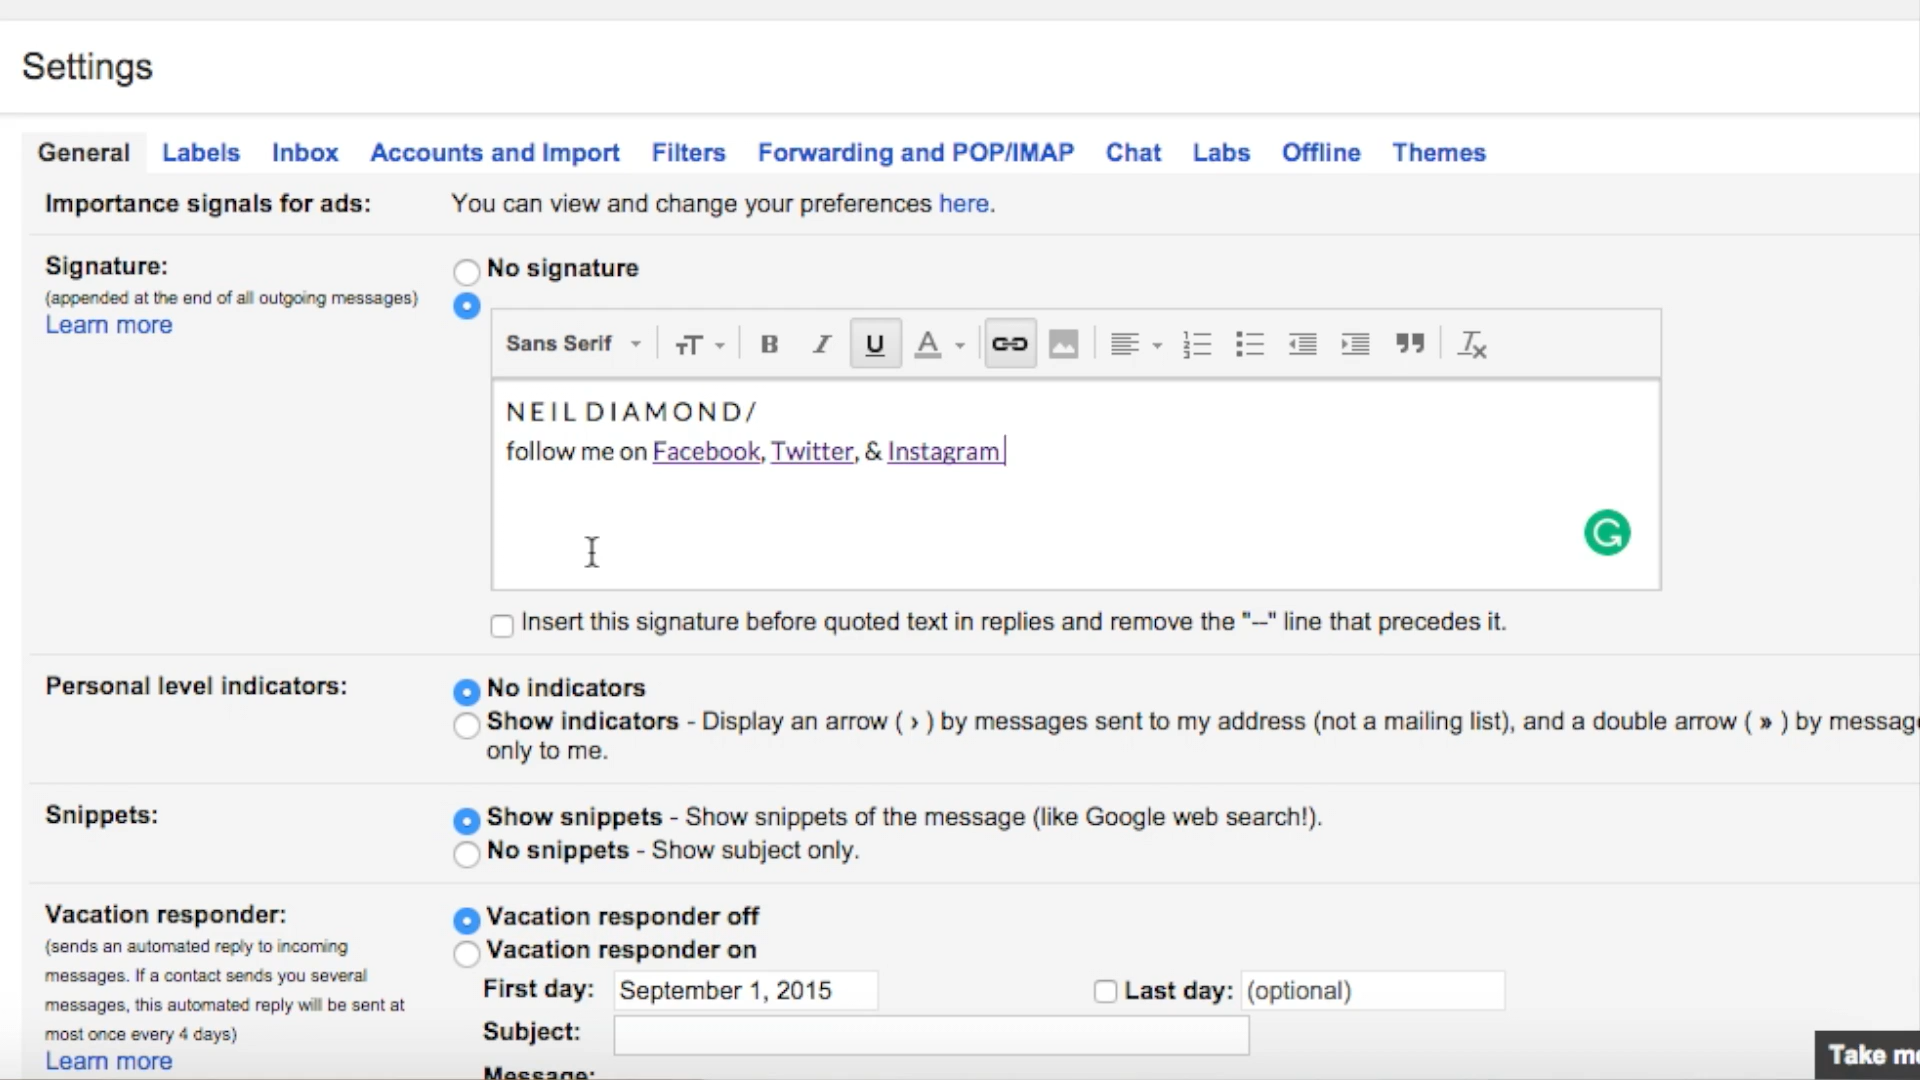 Settings
General Labels Inbox Accounts and Import Filters Forwarding and POP/IMAP Chat Labs Offline Themes
Importance signals for ads: You can view and change your preferences here.
Signature:
(appended at the end of all outgoing messages)
Learn more
No signature
Sans Serif
N E I L D I A M O N D /
follow me on Facebook, Twitter, & Instagram
Insert this signature before quoted text in replies and remove the "--" line that precedes it.
Personal level indicators:
No indicators
Show indicators - Display an arrow ( › ) by messages sent to my address (not a mailing list), and a double arrow ( » ) by
only to me.
Snippets:
Show snippets - Show snippets of the message (like Google web search!).
No snippets - Show subject only.
Vacation responder:
(sends an automated reply to incoming
messages. If a contact sends you several
messages, this automated reply will be sent at
most once every 4 days)
Learn more
Vacation responder off
Vacation responder on
First day: September 1, 2015 Last day: (optional)
Subject:
Message:
Take